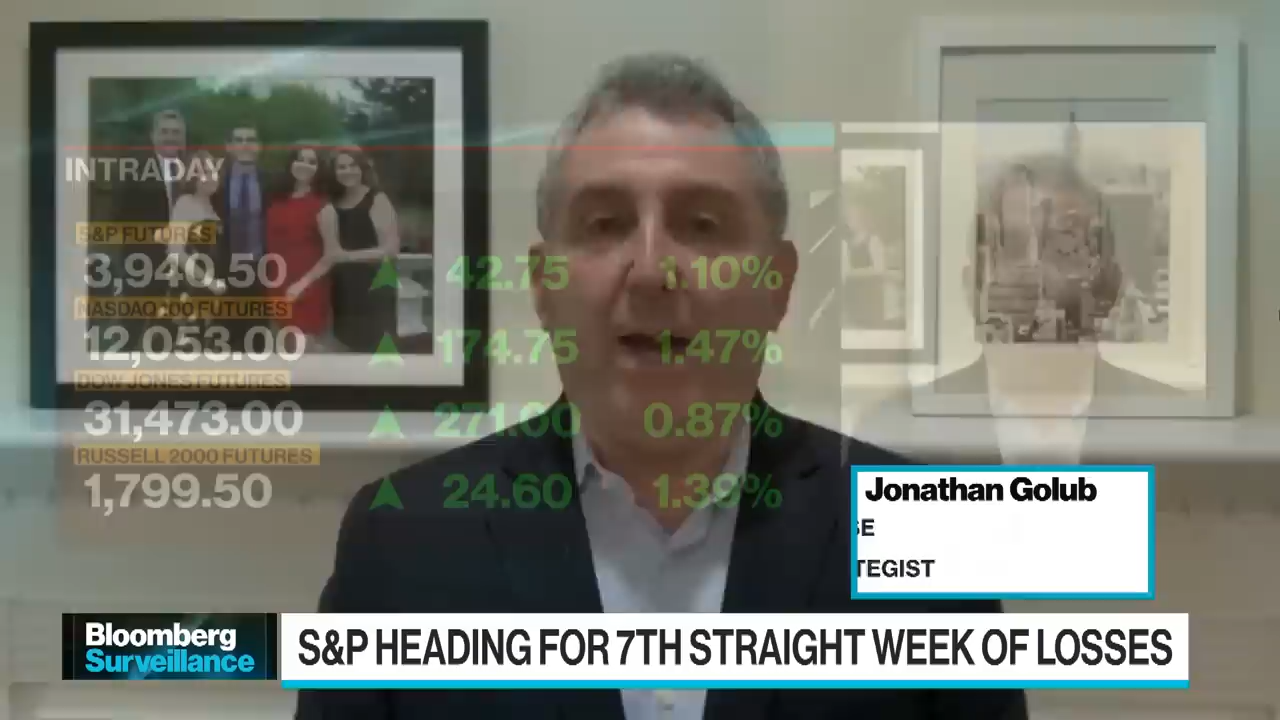 INTRADAY
S&P FUTURES
3,940.50 ▲ 42.75 1.10%
NASDAQ 100 FUTURES
12,053.00 ▲ 174.75 1.47%
DOW JONES FUTURES
31,473.00 ▲ 271.00 0.87%
RUSSELL 2000 FUTURES
1,799.50 ▲ 24.60 1.39%
Jonathan Golub
SE
TEGIST
Bloomberg
Surveillance
S&P HEADING FOR 7TH STRAIGHT WEEK OF LOSSES